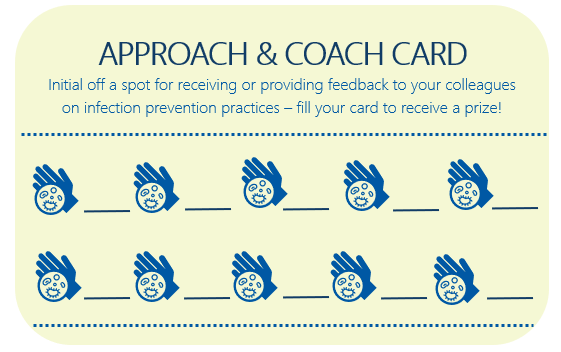 APPROACH & COACH CARD
Initial off a spot for receiving or providing feedback to your colleagues
on infection prevention practices – fill your card to receive a prize!